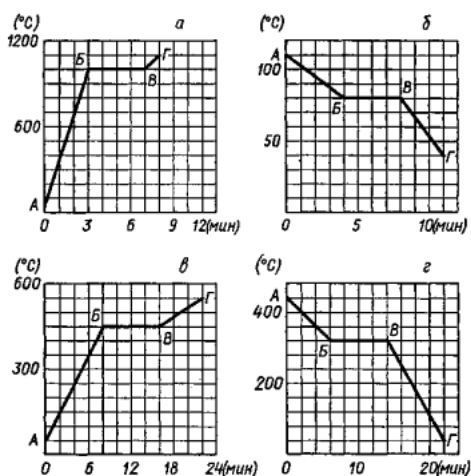 (°C) а
1200
600
А Б В Г
0 3 6 9 12(мин)
(°C) б
100
50
А Б В Г
0 5 10(мин)
(°C) в
600
300
А Б В Г
0 6 12 18 24(мин)
(°C) г
400
200
А Б В Г
0 10 20(мин)